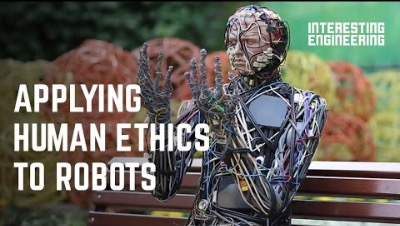 INTERESTING
ENGINEERING
APPLYING
HUMAN ETHICS
TO ROBOTS